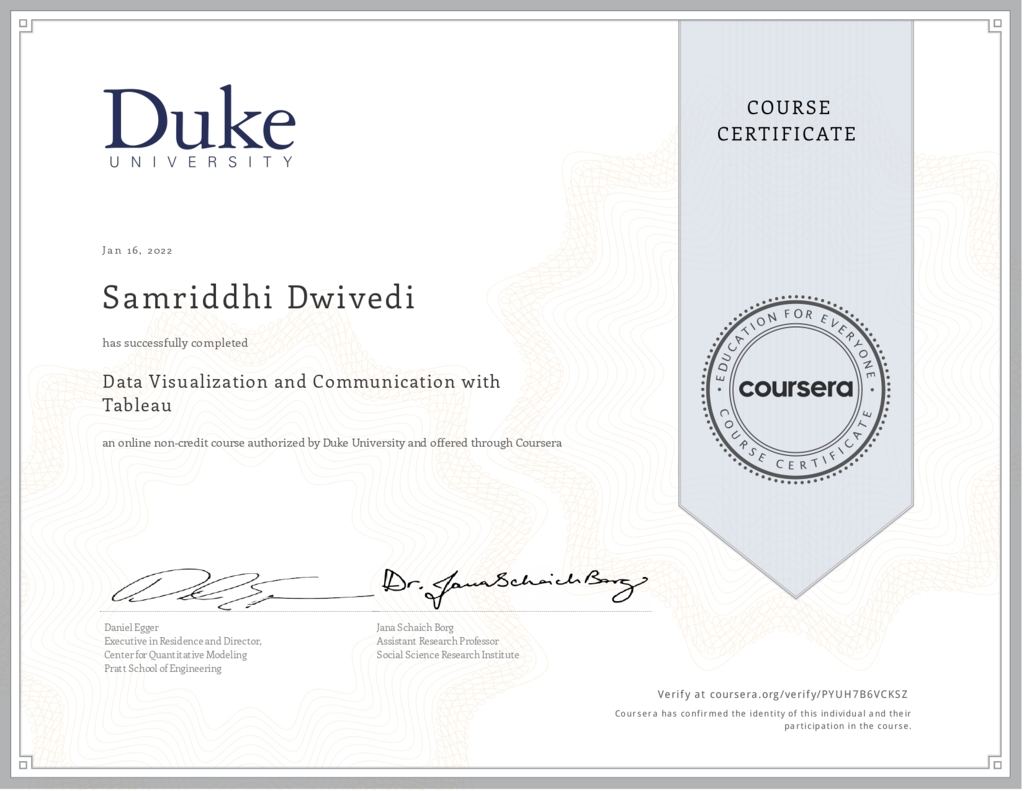 Duke
UNIVERSITY
COURSE
CERTIFICATE
Jan 16, 2022
Samriddhi Dwivedi
has successfully completed
Data Visualization and Communication with
Tableau
an online non-credit course authorized by Duke University and offered through Coursera
EDUCATION FOR EVERYONE
coursera
COURSE CERTIFICATE
Dr. Jana Schaich Borg
Daniel Egger
Executive in Residence and Director,
Center for Quantitative Modeling
Pratt School of Engineering
Jana Schaich Borg
Assistant Research Professor
Social Science Research Institute
Verify at coursera.org/verify/PYUH7B6VCKSZ
Coursera has confirmed the identity of this individual and their
participation in the course.